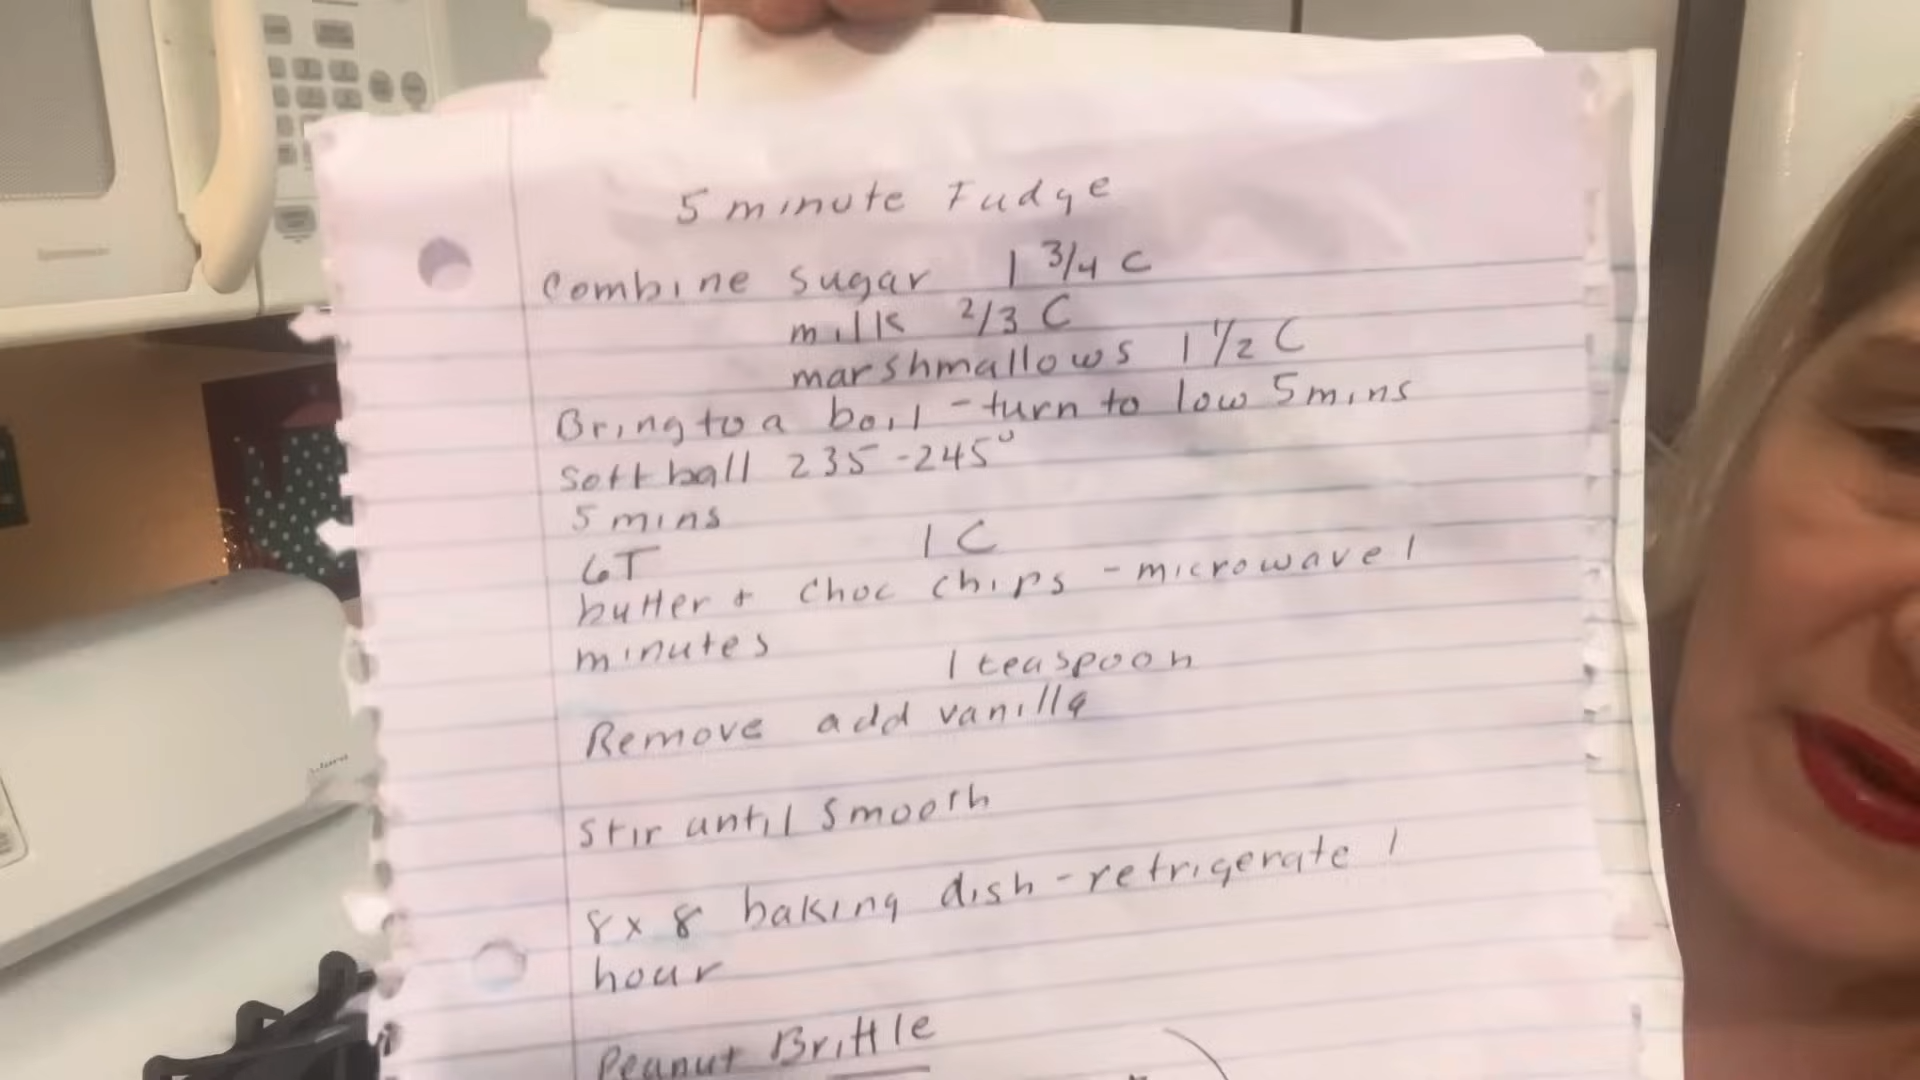 5 minute Fudge
Combine sugar 1 3/4 C
milk 2/3 C
marshmallows 1 1/2 C
Bring to a boil - turn to low 5 mins
Soft ball 235 - 245°
5 mins
6T 1 C
butter + choc chips - microwave 1
minutes
1 teaspoon
Remove add vanilla
Stir until smooth
8 x 8 baking dish - refrigerate 1
hour
Peanut Brittle